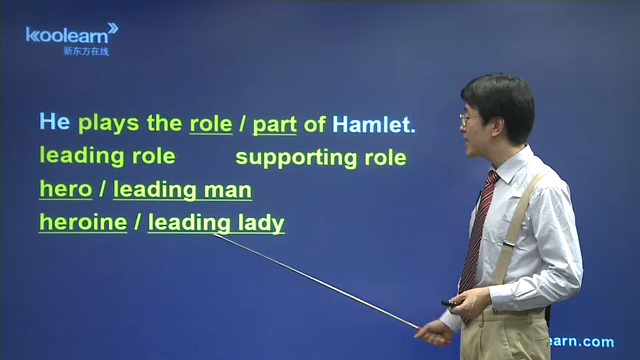 koolearn
新东方在线
He plays the role / part of Hamlet.
leading role supporting role
hero / leading man
heroine / leading lady
earn.com